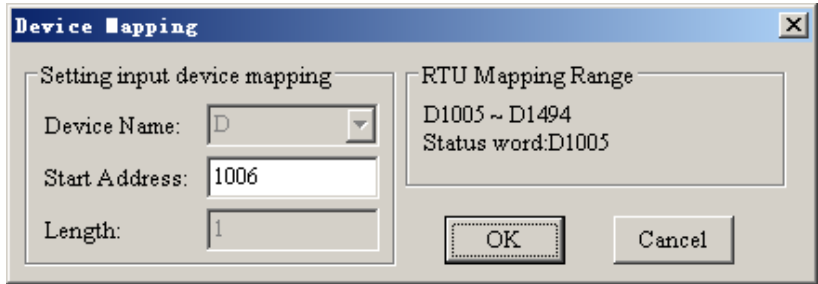 Device Mapping
Setting input device mapping
Device Name: D
Start Address: 1006
Length: 1
RTU Mapping Range
D1005 ~ D1494
Status word:D1005
OK
Cancel